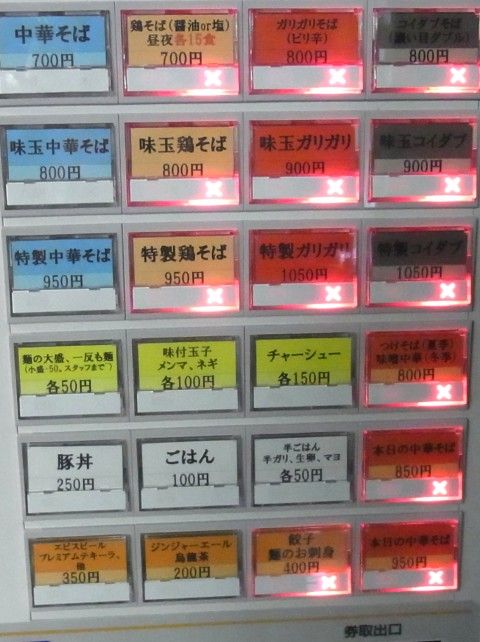 中華そば
700円
鶏そば(醤油or塩)
昼夜各15食
700円
ガリガリそば
(ピリ辛)
800円
コイダブそば
(濃い目ダブル)
800円
味玉中華そば
800円
味玉鶏そば
800円
味玉ガリガリ
900円
味玉コイダブ
900円
特製中華そば
950円
特製鶏そば
950円
特製ガリガリ
1050円
特製コイダブ
1050円
麺の大盛、一反も麺
(小盛-50、スタッフまで)
各50円
味付玉子
メンマ、ネギ
各100円
チャーシュー
各150円
つけそば(夏季)
味噌中華(冬季)
800円
豚丼
250円
ごはん
100円
半ごはん
半ガリ、生卵、マヨ
各50円
本日の中華そば
850円
エビスビール
プレミアムテキーラ、
他
350円
ジンジャーエール
烏龍茶
200円
餃子
麺のお刺身
400円
本日の中華そば
950円
券取出口